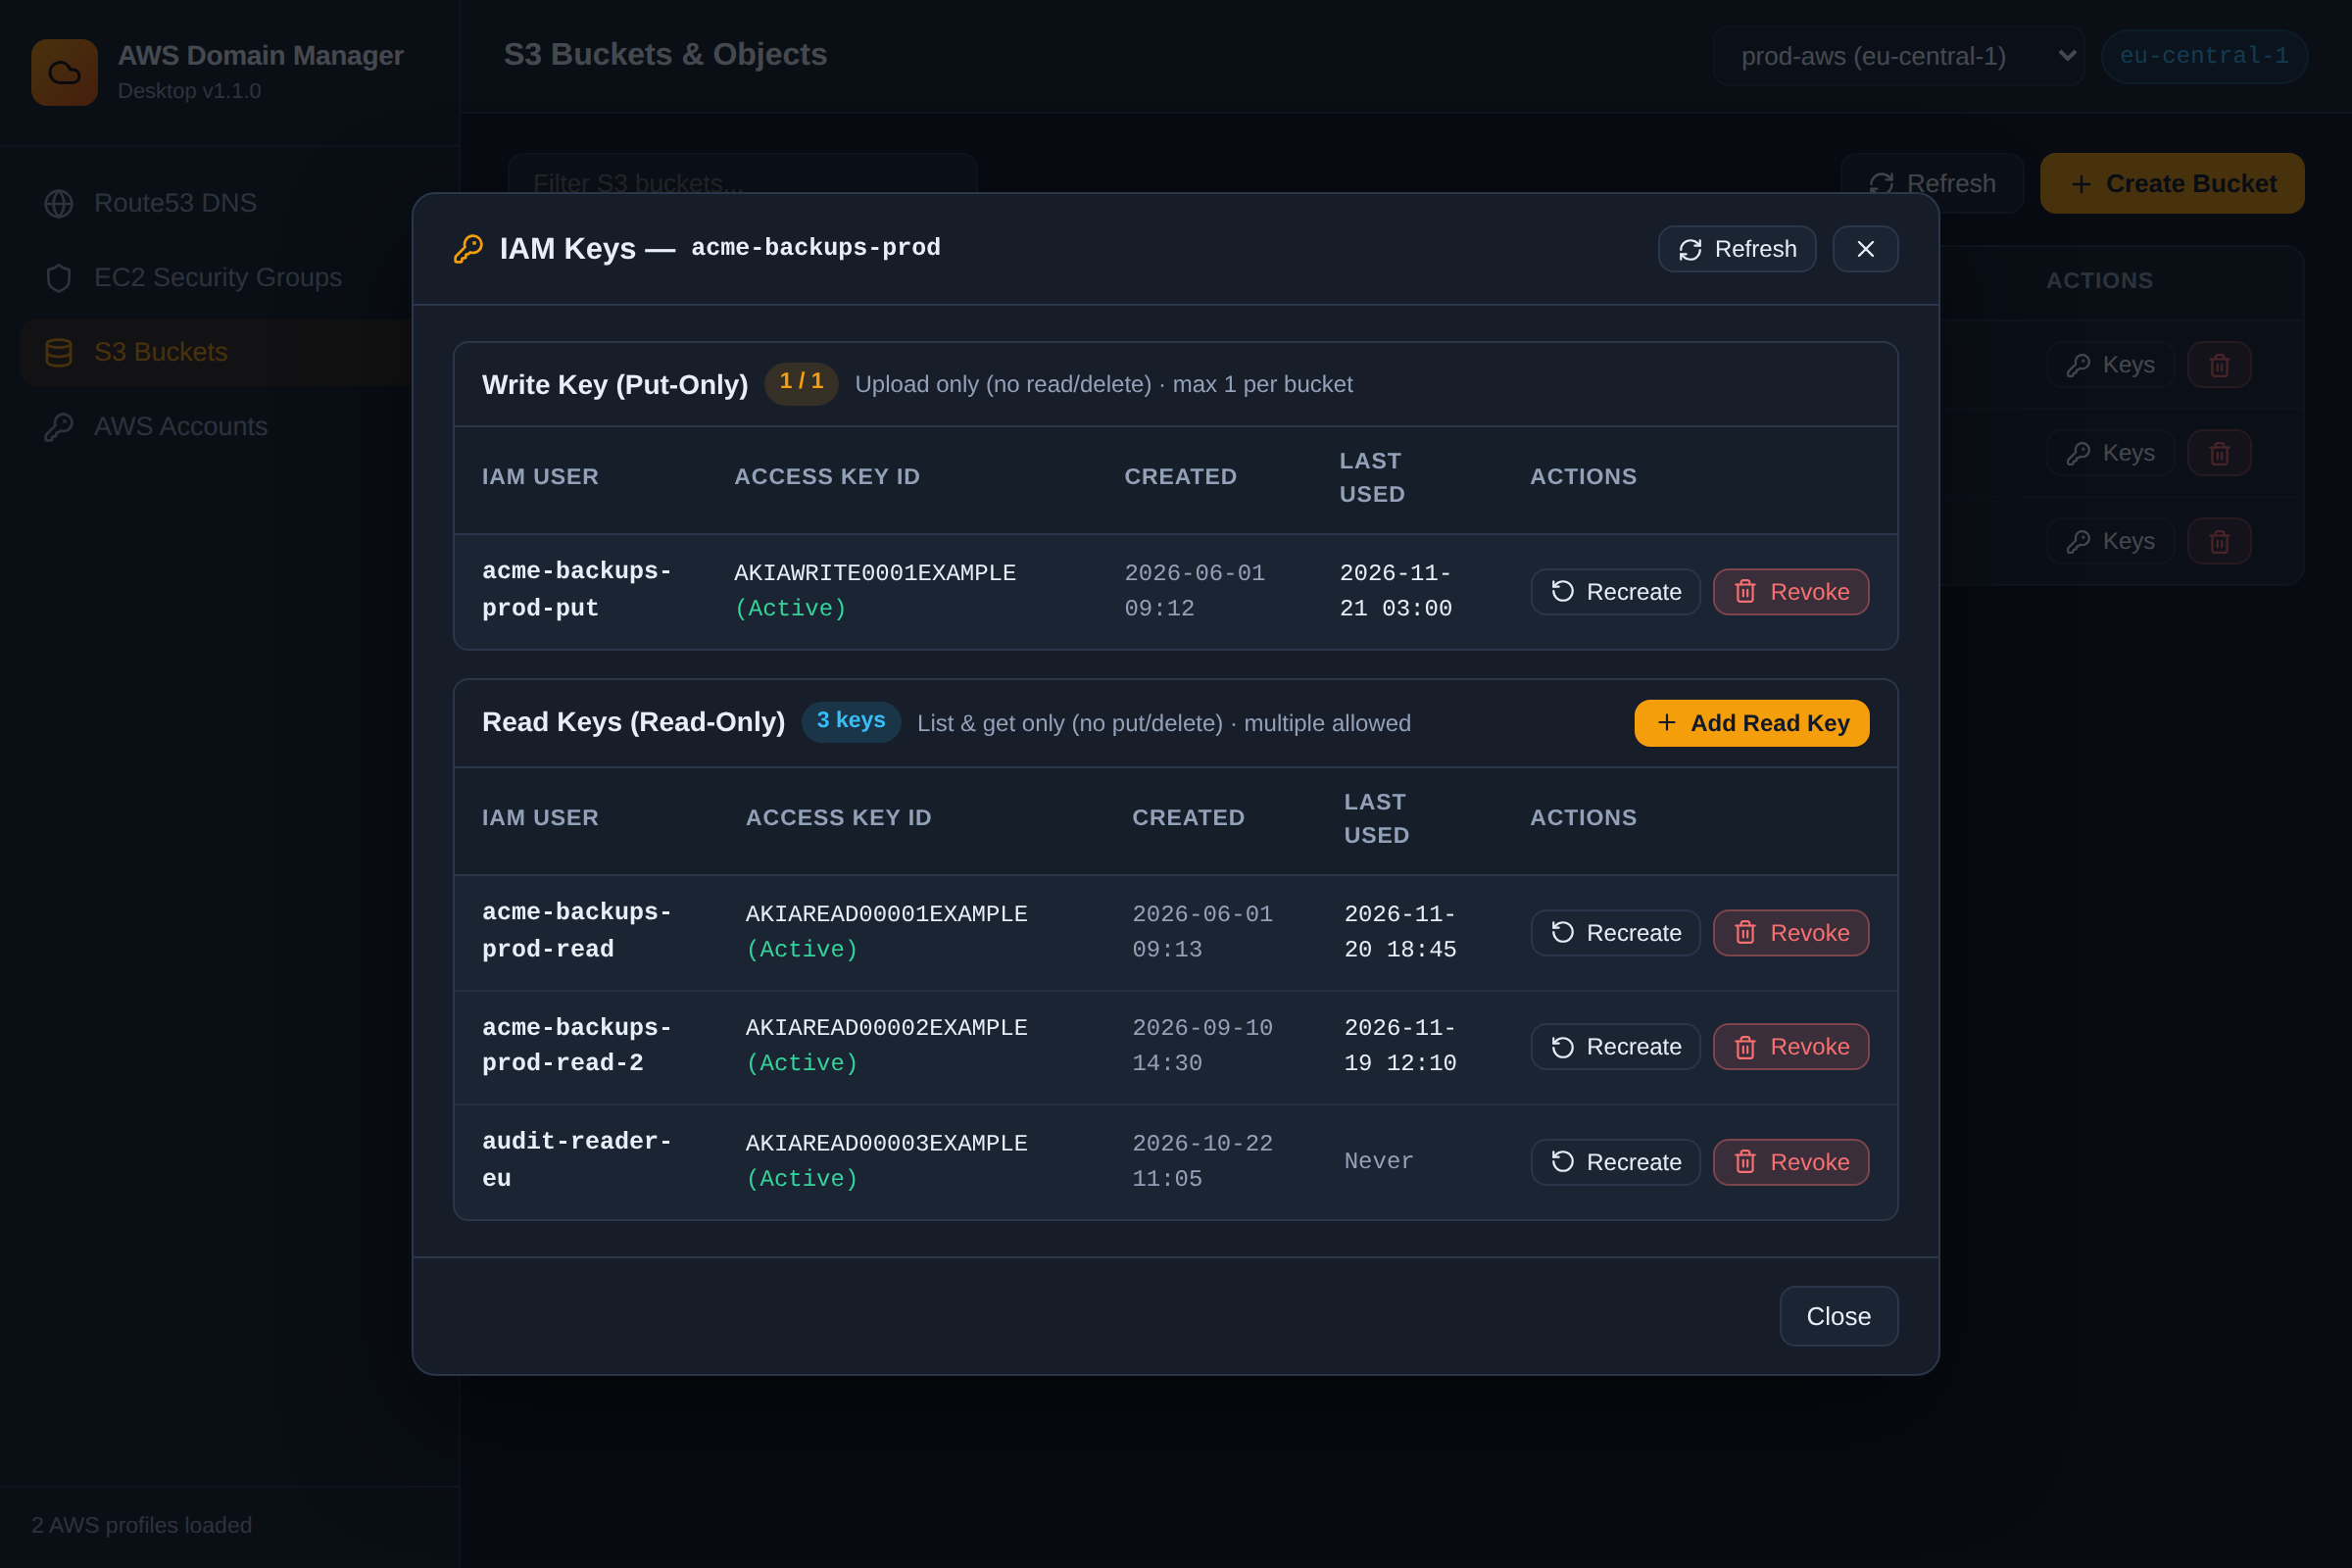 AWS Domain Manager
Desktop v1.1.0
Route53 DNS
EC2 Security Groups
S3 Buckets
AWS Accounts
2 AWS profiles loaded
S3 Buckets & Objects
prod-aws (eu-central-1)
eu-central-1
Filter S3 buckets...
Refresh
Create Bucket
ACTIONS
Keys
Keys
Keys
IAM Keys — acme-backups-prod
Refresh
Write Key (Put-Only) 1 / 1 Upload only (no read/delete) · max 1 per bucket
IAM USER ACCESS KEY ID CREATED LAST USED ACTIONS
acme-backups- AKIAWRITE0001EXAMPLE 2026-06-01 2026-11- Recreate Revoke
prod-put (Active) 09:12 21 03:00
Read Keys (Read-Only) 3 keys List & get only (no put/delete) · multiple allowed Add Read Key
IAM USER ACCESS KEY ID CREATED LAST USED ACTIONS
acme-backups- AKIAREAD00001EXAMPLE 2026-06-01 2026-11- Recreate Revoke
prod-read (Active) 09:13 20 18:45
acme-backups- AKIAREAD00002EXAMPLE 2026-09-10 2026-11- Recreate Revoke
prod-read-2 (Active) 14:30 19 12:10
audit-reader- AKIAREAD00003EXAMPLE 2026-10-22 Never Recreate Revoke
eu (Active) 11:05
Close